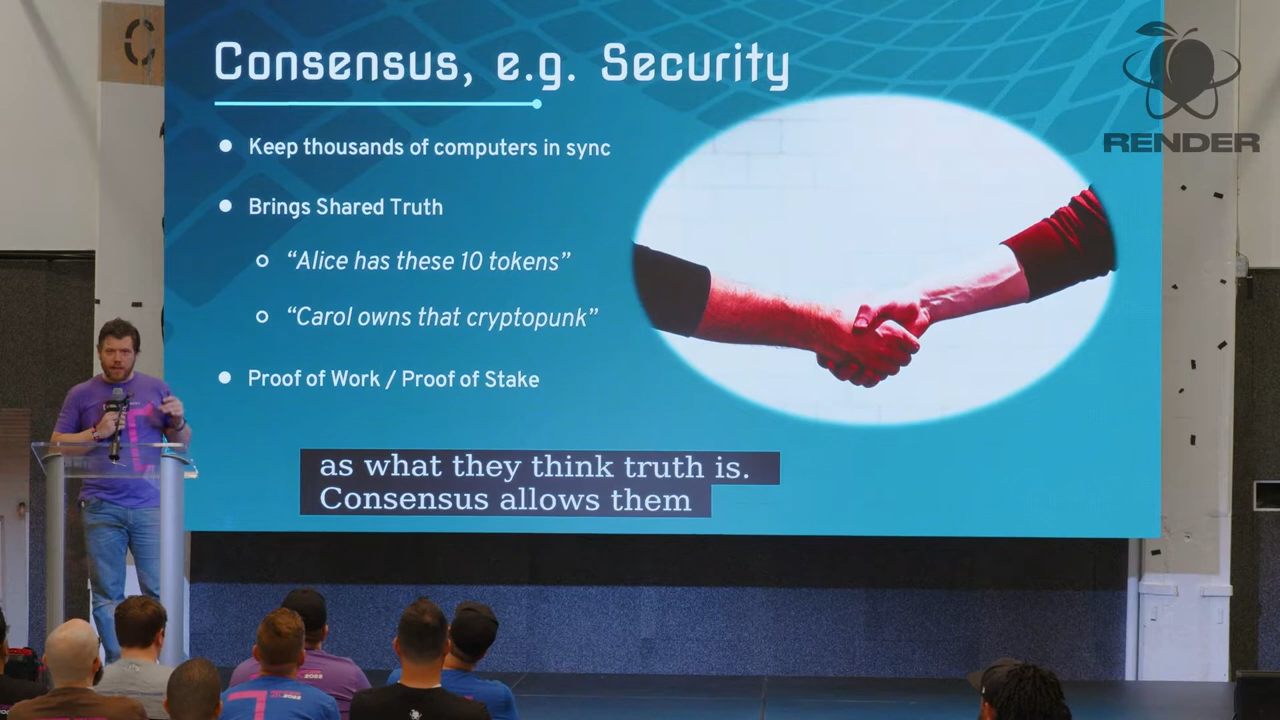 Consensus, e.g. Security
Keep thousands of computers in sync
Brings Shared Truth
“Alice has these 10 tokens”
“Carol owns that cryptopunk”
Proof of Work / Proof of Stake
as what they think truth is.
Consensus allows them
RENDER